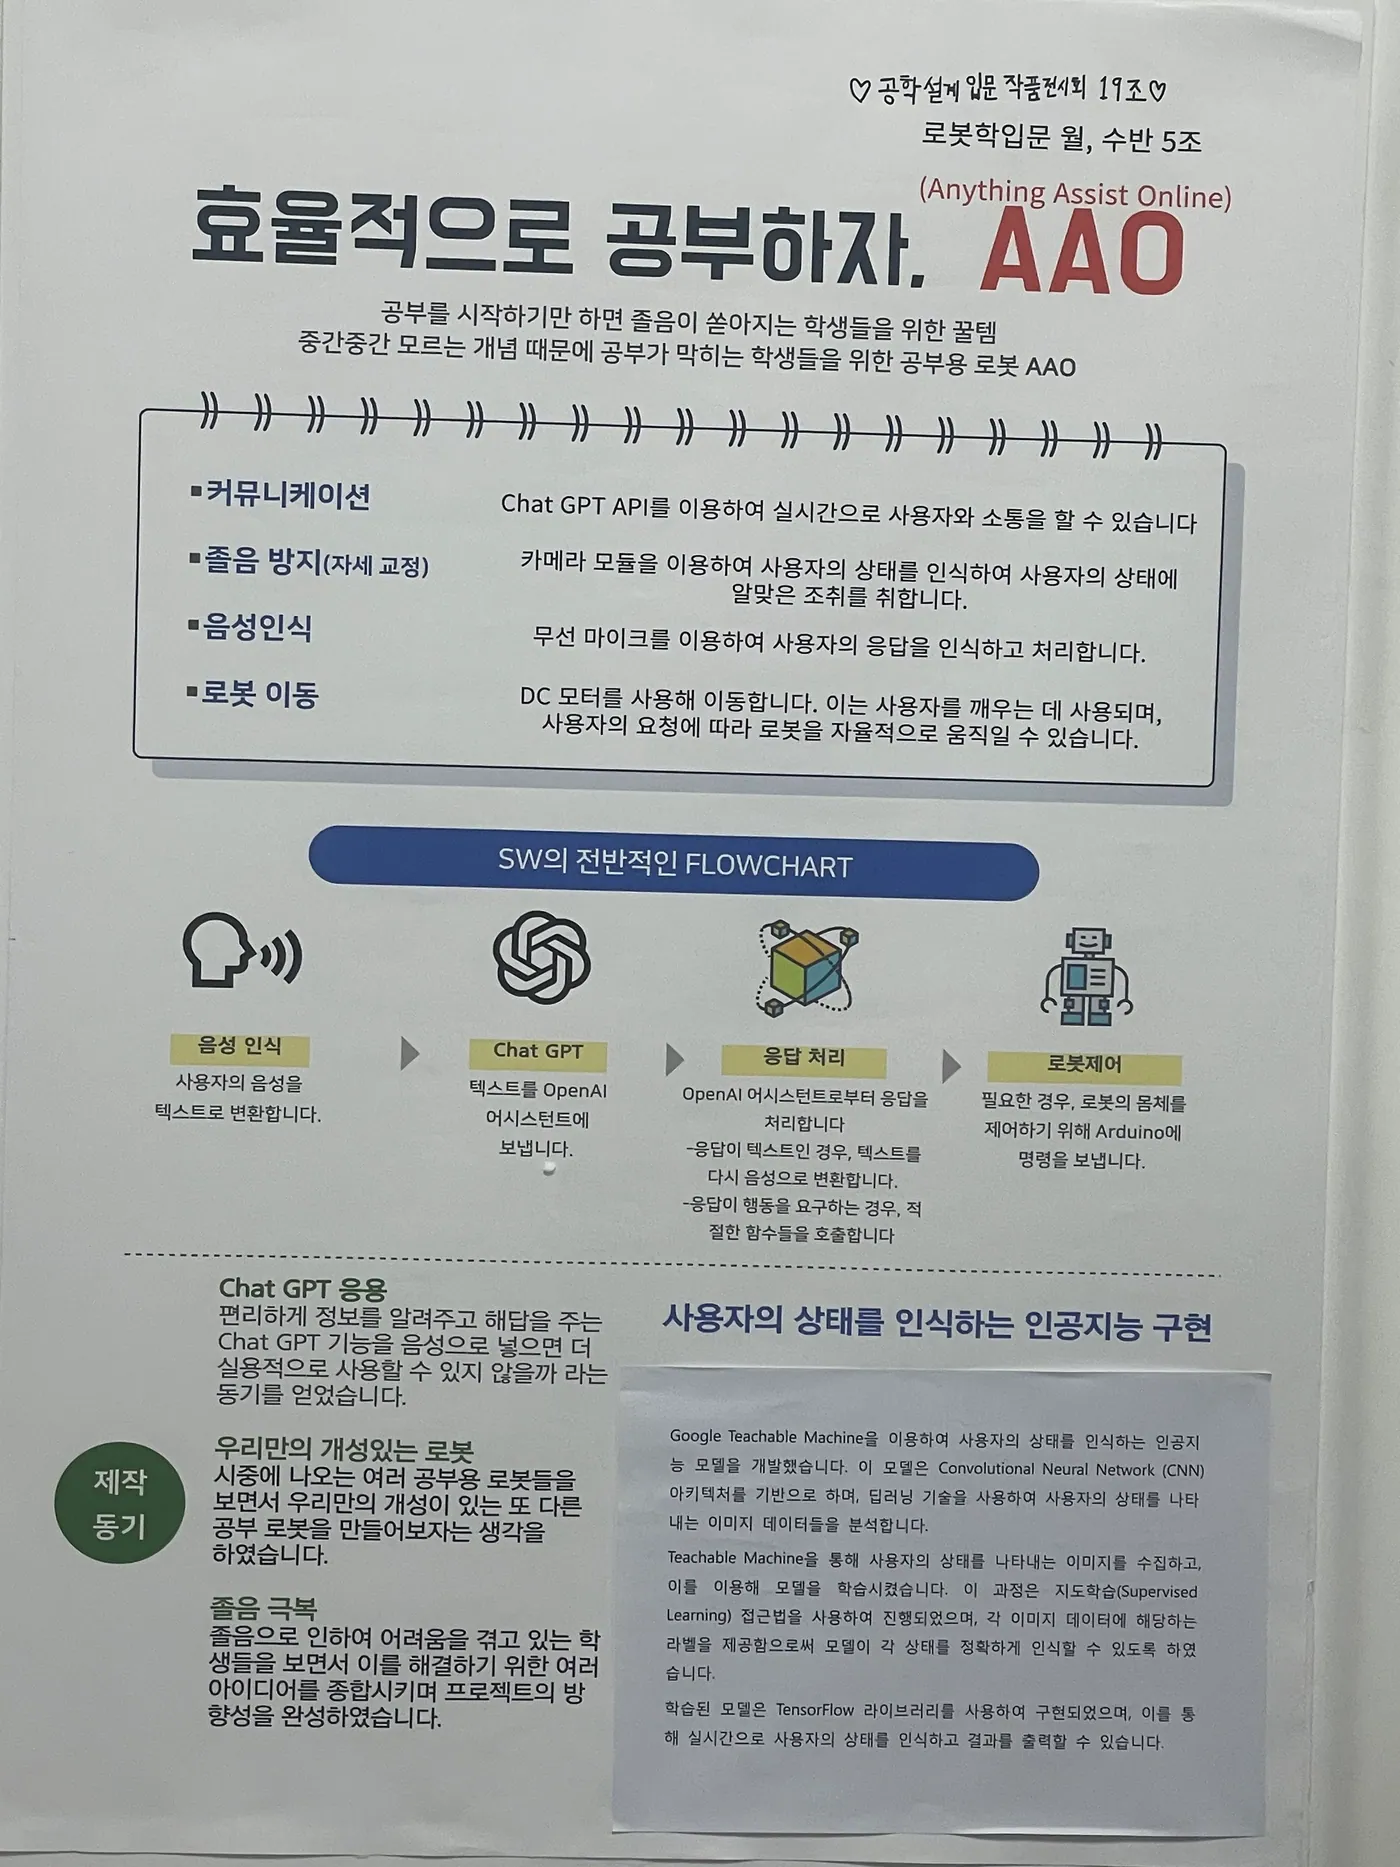 ♡ 공학설계 입문 작품전시회 19조♡
로봇학입문 월, 수반 5조
(Anything Assist Online)
효율적으로 공부하자. AAO
공부를 시작하기만 하면 졸음이 쏟아지는 학생들을 위한 꿀템
중간중간 모르는 개념 때문에 공부가 막히는 학생들을 위한 공부용 로봇 AAO
▪커뮤니케이션
Chat GPT API를 이용하여 실시간으로 사용자와 소통을 할 수 있습니다
▪졸음 방지(자세 교정)
카메라 모듈을 이용하여 사용자의 상태를 인식하여 사용자의 상태에
알맞은 조취를 취합니다.
▪음성인식
무선 마이크를 이용하여 사용자의 응답을 인식하고 처리합니다.
▪로봇 이동
DC 모터를 사용해 이동합니다. 이는 사용자를 깨우는 데 사용되며,
사용자의 요청에 따라 로봇을 자율적으로 움직일 수 있습니다.
SW의 전반적인 FLOWCHART
음성 인식
사용자의 음성을
텍스트로 변환합니다.
Chat GPT
텍스트를 OpenAI
어시스턴트에
보냅니다.
응답 처리
OpenAI 어시스턴트로부터 응답을
처리합니다
-응답이 텍스트인 경우, 텍스트를
다시 음성으로 변환합니다.
-응답이 행동을 요구하는 경우, 적
절한 함수들을 호출합니다
로봇제어
필요한 경우, 로봇의 몸체를
제어하기 위해 Arduino에
명령을 보냅니다.
제작
동기
Chat GPT 응용
편리하게 정보를 알려주고 해답을 주는
Chat GPT 기능을 음성으로 넣으면 더
실용적으로 사용할 수 있지 않을까 라는
동기를 얻었습니다.
우리만의 개성있는 로봇
시중에 나오는 여러 공부용 로봇들을
보면서 우리만의 개성이 있는 또 다른
공부 로봇을 만들어보자는 생각을
하였습니다.
졸음 극복
졸음으로 인하여 어려움을 겪고 있는 학
생들을 보면서 이를 해결하기 위한 여러
아이디어를 종합시키며 프로젝트의 방
향성을 완성하였습니다.
사용자의 상태를 인식하는 인공지능 구현
Google Teachable Machine을 이용하여 사용자의 상태를 인식하는 인공지
능 모델을 개발했습니다. 이 모델은 Convolutional Neural Network (CNN)
아키텍처를 기반으로 하며, 딥러닝 기술을 사용하여 사용자의 상태를 나타
내는 이미지 데이터들을 분석합니다.
Teachable Machine을 통해 사용자의 상태를 나타내는 이미지를 수집하고,
이를 이용해 모델을 학습시켰습니다. 이 과정은 지도학습(Supervised
Learning) 접근법을 사용하여 진행되었으며, 각 이미지 데이터에 해당하는
라벨을 제공함으로써 모델이 각 상태를 정확하게 인식할 수 있도록 하였
습니다.
학습된 모델은 TensorFlow 라이브러리를 사용하여 구현되었으며, 이를 통
해 실시간으로 사용자의 상태를 인식하고 결과를 출력할 수 있습니다.